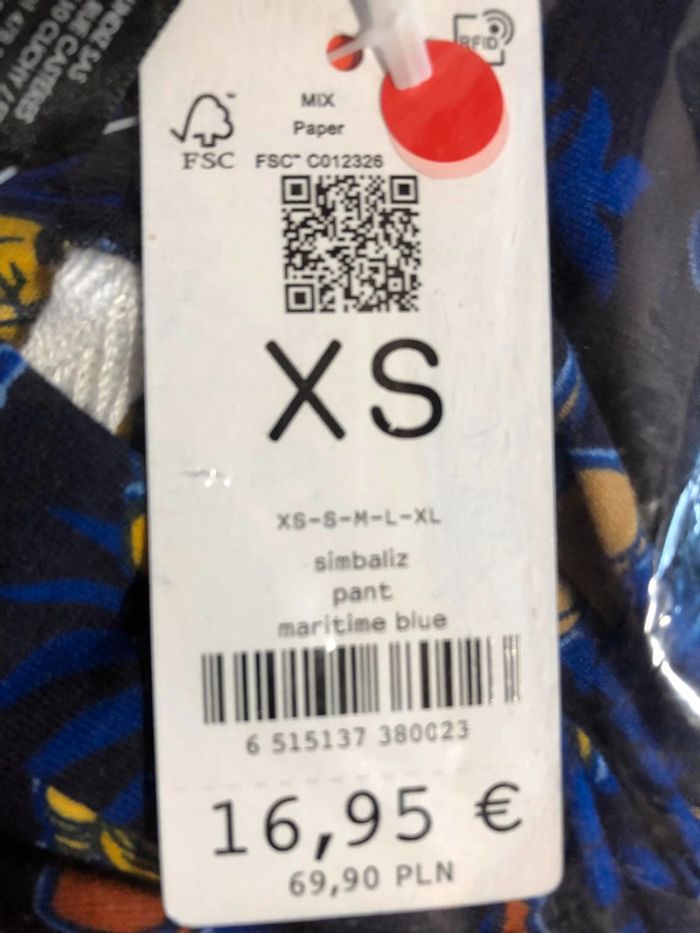 RFID
MIX
Paper
FSC
FSC™ C012326
XS
XS-S-M-L-XL
simbaliz
pant
maritime blue
6 515137 380023
16,95 €
69,90 PLN